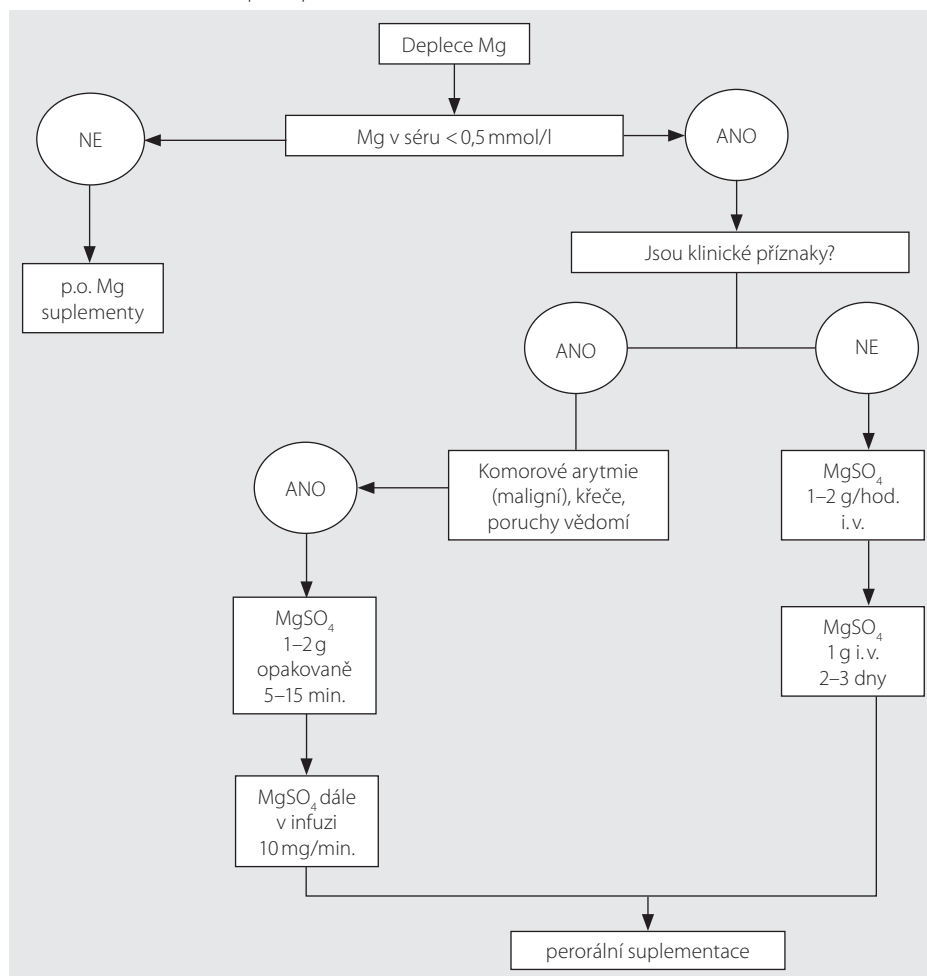 Deplece Mg
NE
Mg v séru < 0,5 mmol/l
ANO
Jsou klinické příznaky?
p.o. Mg
suplementy
ANO
NE
ANO
Komorové arytmie
(maligní), křeče,
poruchy vědomí
MgSO₄
1–2 g/hod.
i. v.
MgSO₄
1–2 g
opakovaně
5–15 min.
MgSO₄
1 g i. v.
2–3 dny
MgSO₄ dále
v infuzi
10 mg/min.
perorální suplementace